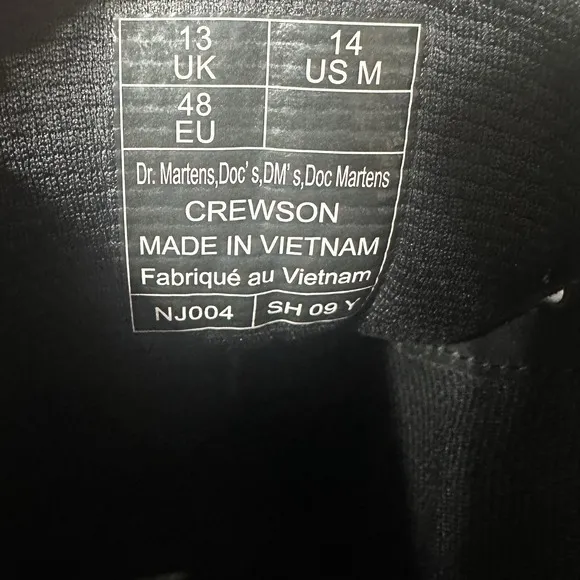 13 UK
14 US M
48 EU
Dr. Martens,Doc's,DM's,Doc Martens
CREWSON
MADE IN VIETNAM
Fabriqué au Vietnam
NJ004
SH 09 Y